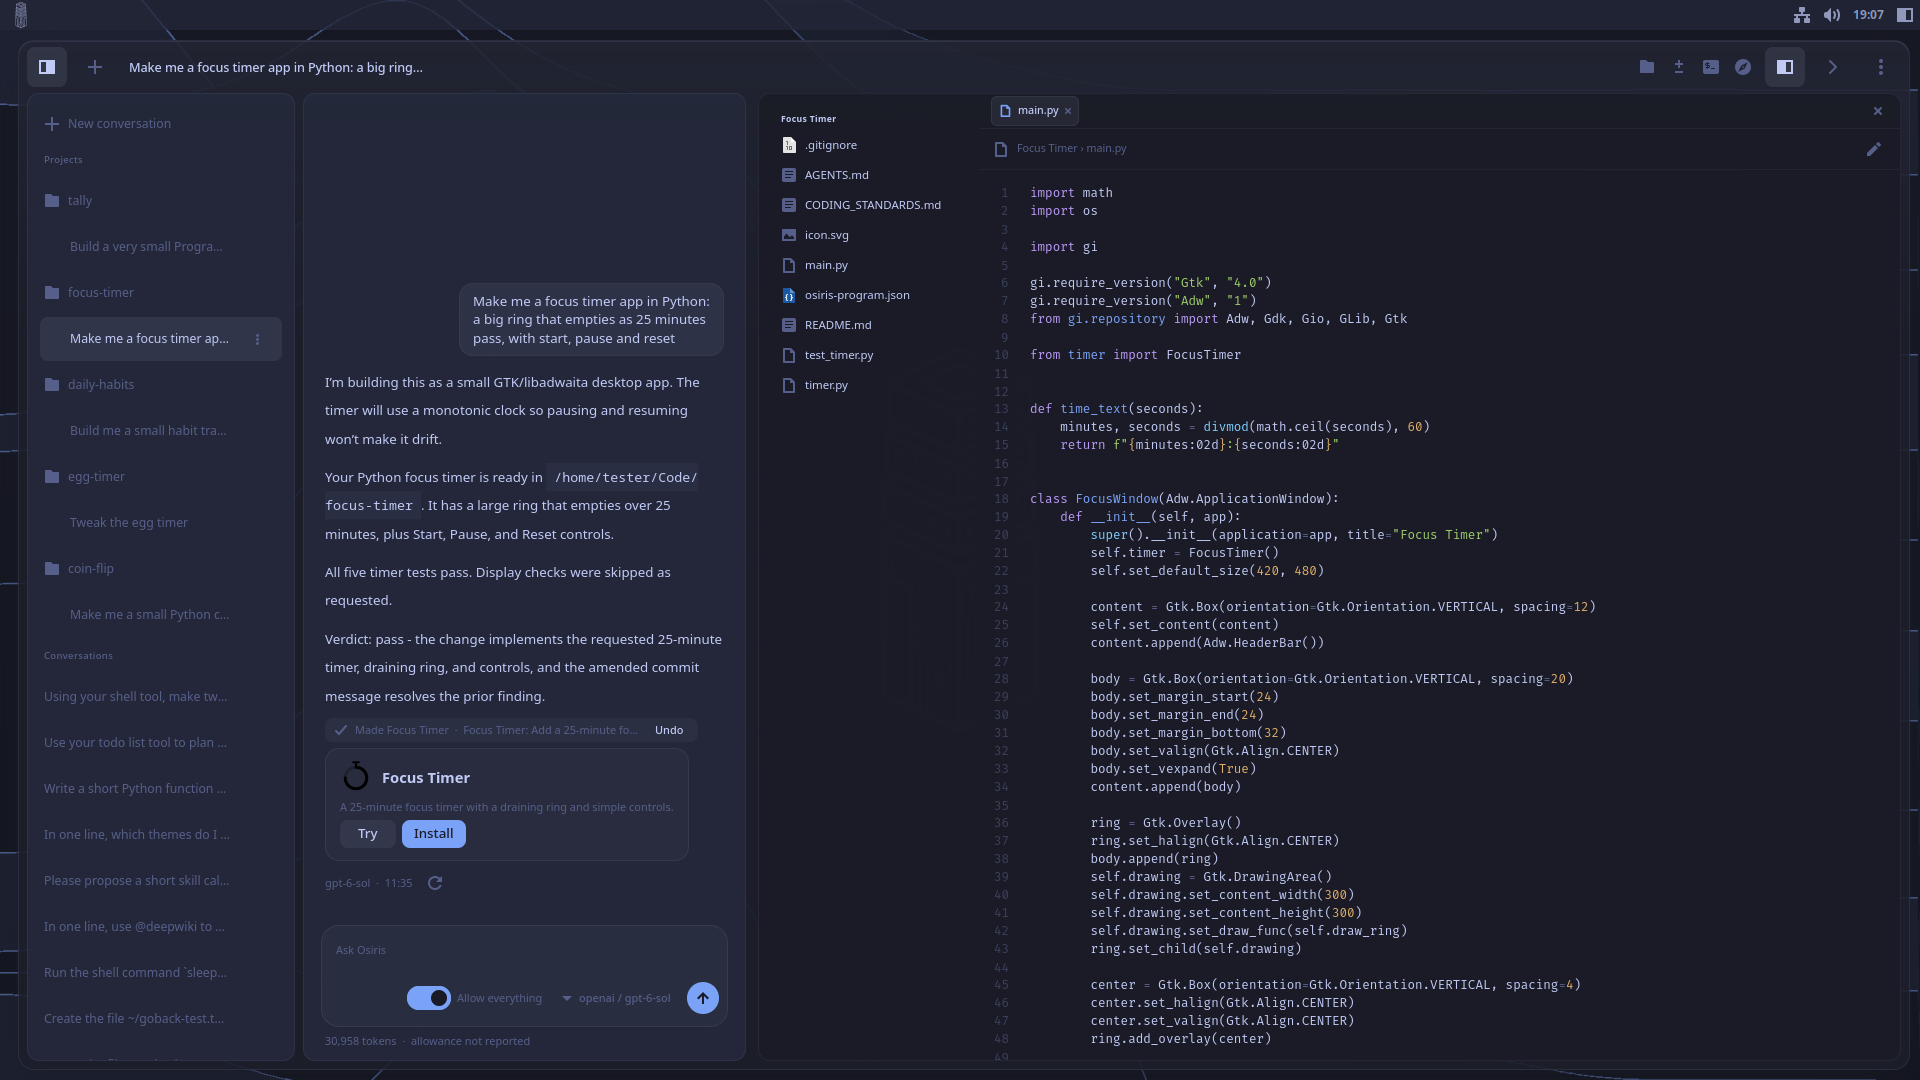 19:07
Make me a focus timer app in Python: a big ring...
New conversation
Projects
tally
Build a very small Progra...
focus-timer
Make me a focus timer ap...
daily-habits
Build me a small habit tra...
egg-timer
Tweak the egg timer
coin-flip
Make me a small Python c...
Conversations
Using your shell tool, make tw...
Use your todo list tool to plan ...
Write a short Python function ...
In one line, which themes do I ...
Please propose a short skill cal...
In one line, use @deepwiki to ...
Run the shell command `sleep...
Create the file ~/goback-test.t...
Make me a focus timer app in Python:
a big ring that empties as 25 minutes
pass, with start, pause and reset
I'm building this as a small GTK/libadwaita desktop app. The
timer will use a monotonic clock so pausing and resuming
won't make it drift.
Your Python focus timer is ready in /home/tester/Code/
focus-timer . It has a large ring that empties over 25
minutes, plus Start, Pause, and Reset controls.
All five timer tests pass. Display checks were skipped as
requested.
Verdict: pass - the change implements the requested 25-minute
timer, draining ring, and controls, and the amended commit
message resolves the prior finding.
Made Focus Timer · Focus Timer: Add a 25-minute fo... Undo
Focus Timer
A 25-minute focus timer with a draining ring and simple controls.
Try Install
gpt-6-sol · 11:35
Ask Osiris
Allow everything openai / gpt-6-sol
30,958 tokens · allowance not reported
Focus Timer
.gitignore
AGENTS.md
CODING_STANDARDS.md
icon.svg
main.py
osiris-program.json
README.md
test_timer.py
timer.py
main.py ×
Focus Timer › main.py
1 import math
2 import os
3
4 import gi
5
6 gi.require_version("Gtk", "4.0")
7 gi.require_version("Adw", "1")
8 from gi.repository import Adw, Gdk, Gio, GLib, Gtk
9
10 from timer import FocusTimer
11
12
13 def time_text(seconds):
14     minutes, seconds = divmod(math.ceil(seconds), 60)
15     return f"{minutes:02d}:{seconds:02d}"
16
17
18 class FocusWindow(Adw.ApplicationWindow):
19     def __init__(self, app):
20         super().__init__(application=app, title="Focus Timer")
21         self.timer = FocusTimer()
22         self.set_default_size(420, 480)
23
24         content = Gtk.Box(orientation=Gtk.Orientation.VERTICAL, spacing=12)
25         self.set_content(content)
26         content.append(Adw.HeaderBar())
27
28         body = Gtk.Box(orientation=Gtk.Orientation.VERTICAL, spacing=20)
29         body.set_margin_start(24)
30         body.set_margin_end(24)
31         body.set_margin_bottom(32)
32         body.set_valign(Gtk.Align.CENTER)
33         body.set_vexpand(True)
34         content.append(body)
35
36         ring = Gtk.Overlay()
37         ring.set_halign(Gtk.Align.CENTER)
38         body.append(ring)
39         self.drawing = Gtk.DrawingArea()
40         self.drawing.set_content_width(300)
41         self.drawing.set_content_height(300)
42         self.drawing.set_draw_func(self.draw_ring)
43         ring.set_child(self.drawing)
44
45         center = Gtk.Box(orientation=Gtk.Orientation.VERTICAL, spacing=4)
46         center.set_halign(Gtk.Align.CENTER)
47         center.set_valign(Gtk.Align.CENTER)
48         ring.add_overlay(center)
49